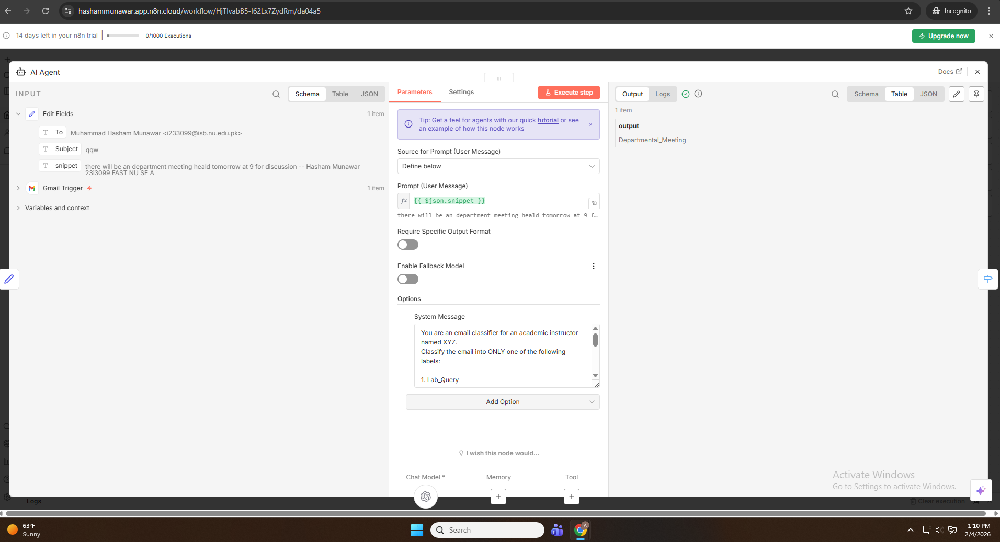 hashammunawar.app.n8n.cloud/workflow/HjTlvabB5-I62Lx7ZydRm/da04a5
Incognito
14 days left in your n8n trial
0/1000 Executions
Upgrade now
AI Agent
Docs
INPUT
Schema
Table
JSON
Parameters
Settings
Execute step
Output
Logs
Schema
Table
JSON
Edit Fields
1 item
T To Muhammad Hasham Munawar <i233099@isb.nu.edu.pk>
T Subject qqw
T snippet there will be an department meeting heald tomorrow at 9 for discussion -- Hasham Munawar
23i3099 FAST NU SE A
Gmail Trigger
1 item
Variables and context
Tip: Get a feel for agents with our quick tutorial or see
an example of how this node works
Source for Prompt (User Message)
Define below
Prompt (User Message)
fx {{ $json.snippet }}
there will be an department meeting heald tomorrow at 9 f…
Require Specific Output Format
Enable Fallback Model
Options
System Message
You are an email classifier for an academic instructor
named XYZ.
Classify the email into ONLY one of the following
labels:
1. Lab_Query
Add Option
I wish this node would...
Chat Model *
Memory
Tool
1 item
output
Departmental_Meeting
Activate Windows
Go to Settings to activate Windows.
Logs
Clear execution
63°F
Sunny
Search
1:10 PM
2/4/2026